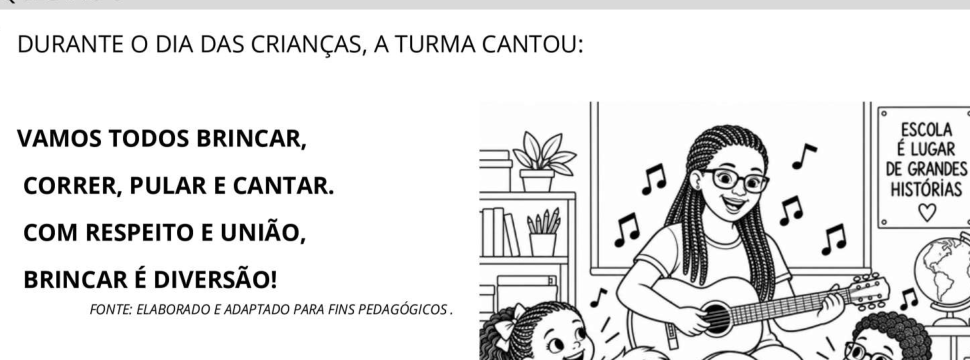 DURANTE O DIA DAS CRIANÇAS, A TURMA CANTOU:
VAMOS TODOS BRINCAR,
CORRER, PULAR E CANTAR.
COM RESPEITO E UNIÃO,
BRINCAR É DIVERSÃO!
FONTE: ELABORADO E ADAPTADO PARA FINS PEDAGÓGICOS .
ESCOLA
É LUGAR
DE GRANDES
HISTÓRIAS